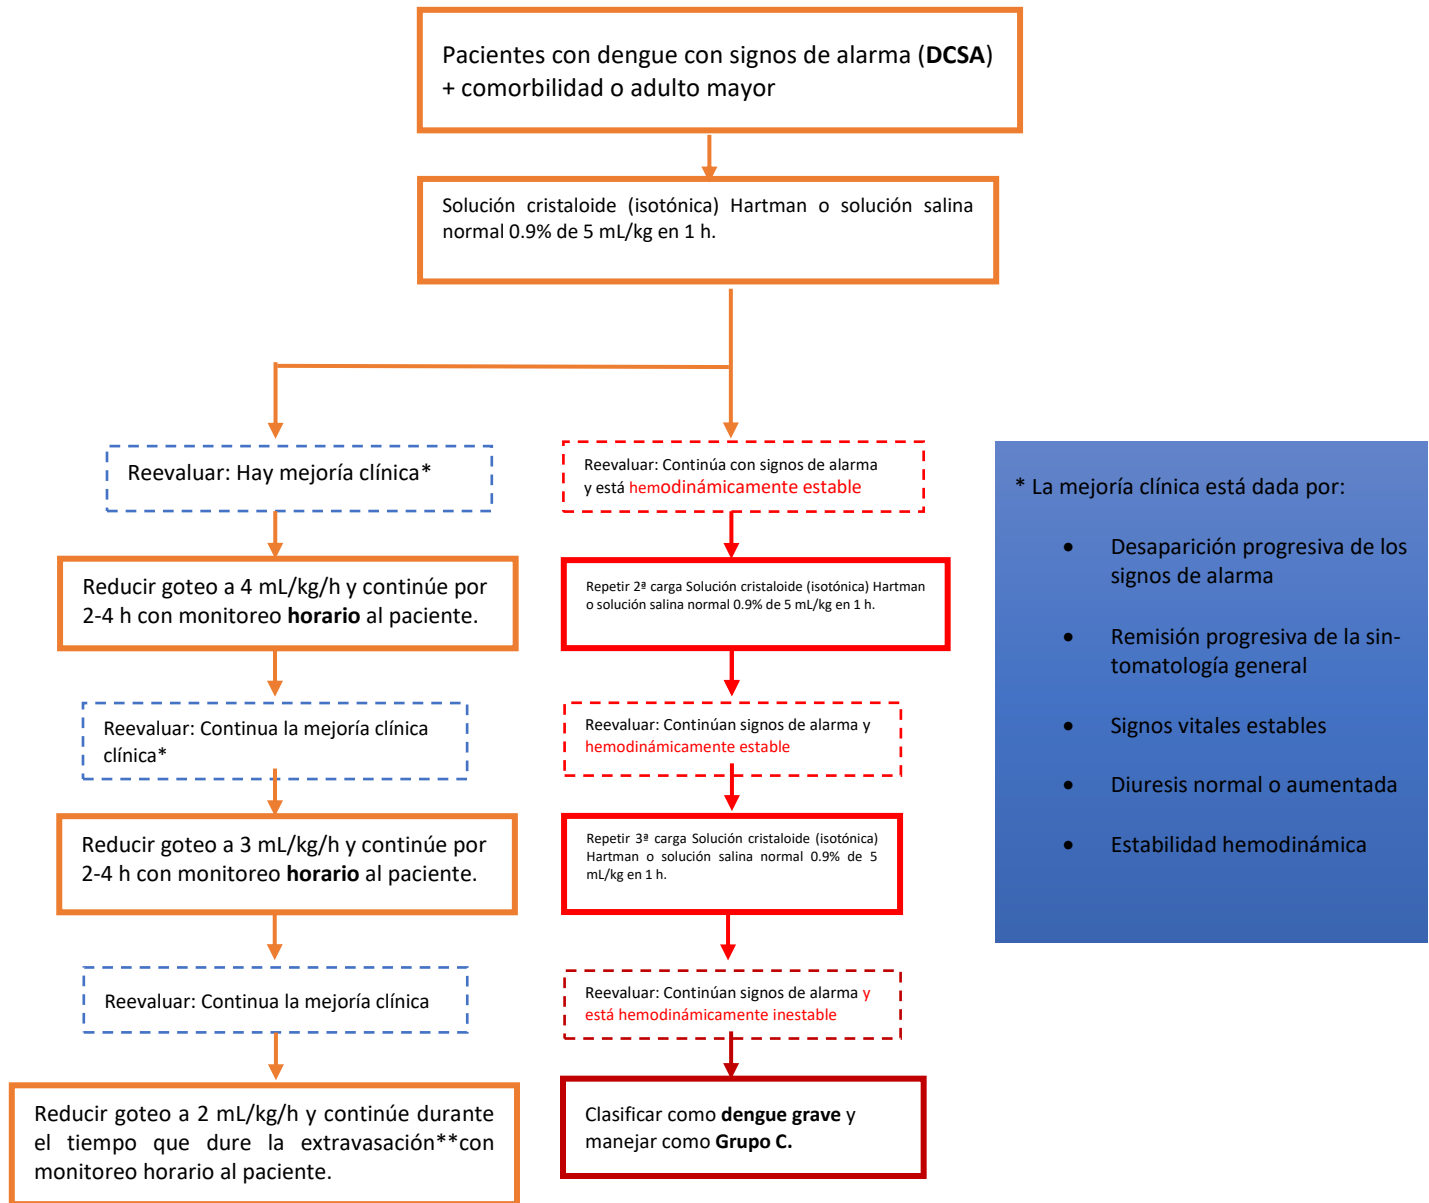 Pacientes con dengue con signos de alarma (DCSA)
+ comorbilidad o adulto mayor
Solución cristaloide (isotónica) Hartman o solución salina
normal 0.9% de 5 mL/kg en 1 h.
Reevaluar: Hay mejoría clínica*
Reducir goteo a 4 mL/kg/h y continúe por
2-4 h con monitoreo horario al paciente.
Reevaluar: Continua la mejoría clínica
clínica*
Reducir goteo a 3 mL/kg/h y continúe por
2-4 h con monitoreo horario al paciente.
Reevaluar: Continua la mejoría clínica
Reducir goteo a 2 mL/kg/h y continúe durante
el tiempo que dure la extravasación**con
monitoreo horario al paciente.
Reevaluar: Continúa con signos de alarma
y está hemodinámicamente estable
Repetir 2ª carga Solución cristaloide (isotónica) Hartman
o solución salina normal 0.9% de 5 mL/kg en 1 h.
Reevaluar: Continúan signos de alarma y
hemodinámicamente estable
Repetir 3ª carga Solución cristaloide (isotónica)
Hartman o solución salina normal 0.9% de 5
mL/kg en 1 h.
Reevaluar: Continúan signos de alarma y
está hemodinámicamente inestable
Clasificar como dengue grave y
manejar como Grupo C.
* La mejoría clínica está dada por:
• Desaparición progresiva de los
signos de alarma
• Remisión progresiva de la sin-
tomatología general
• Signos vitales estables
• Diuresis normal o aumentada
• Estabilidad hemodinámica